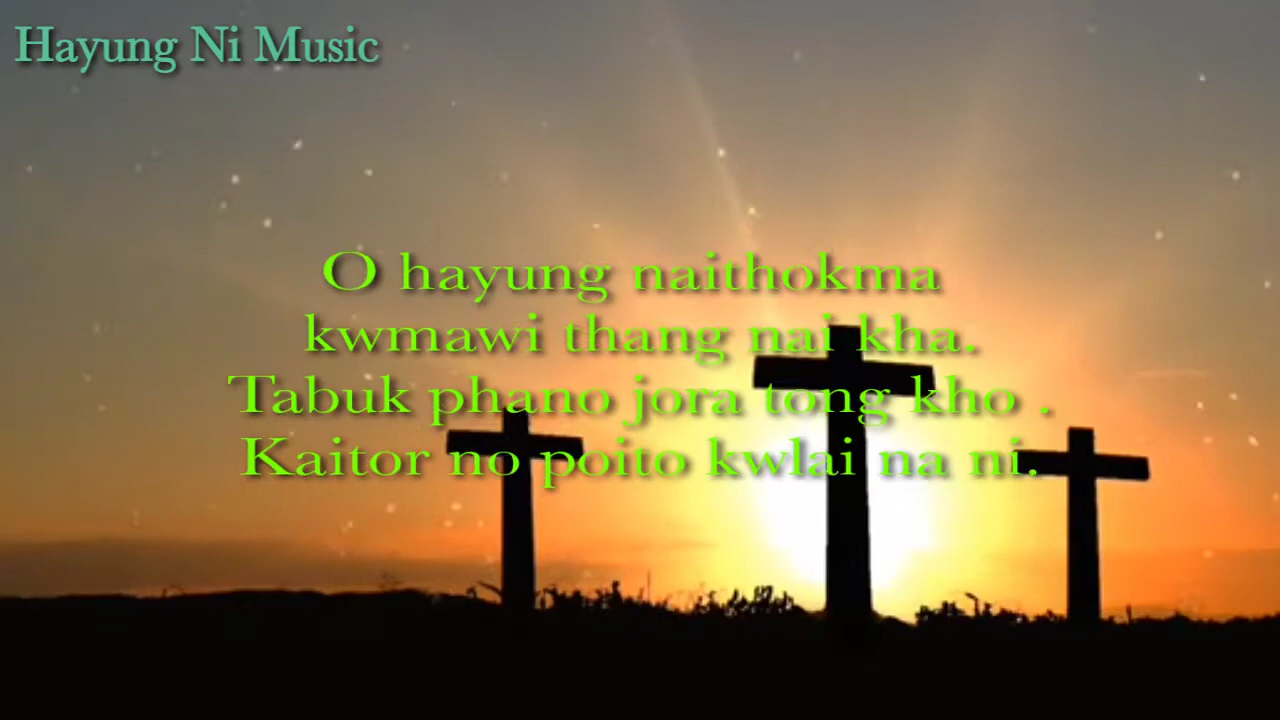 Hayung Ni Music
O hayung naithokma
kwmawi thang nai kha.
Tabuk phano jora tong kho .
Kaitor no poito kwlai na ni.